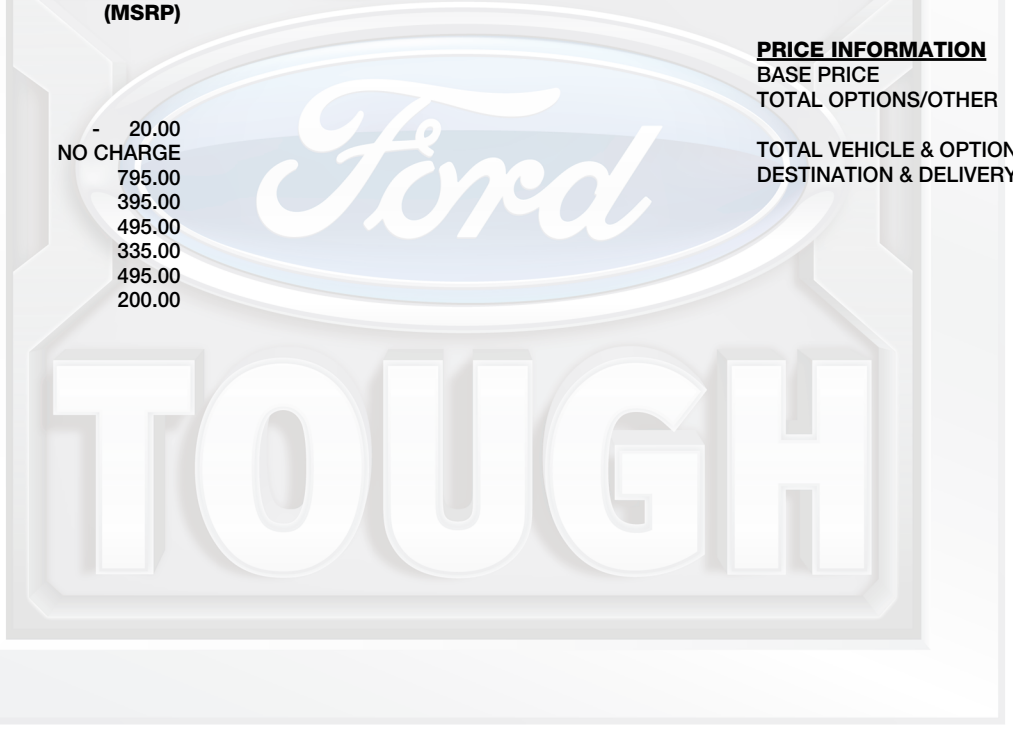 (MSRP)
- 20.00
NO CHARGE
795.00
395.00
495.00
335.00
495.00
200.00
PRICE INFORMATION
BASE PRICE
TOTAL OPTIONS/OTHER
TOTAL VEHICLE & OPTION
DESTINATION & DELIVERY
Ford
TOUGH